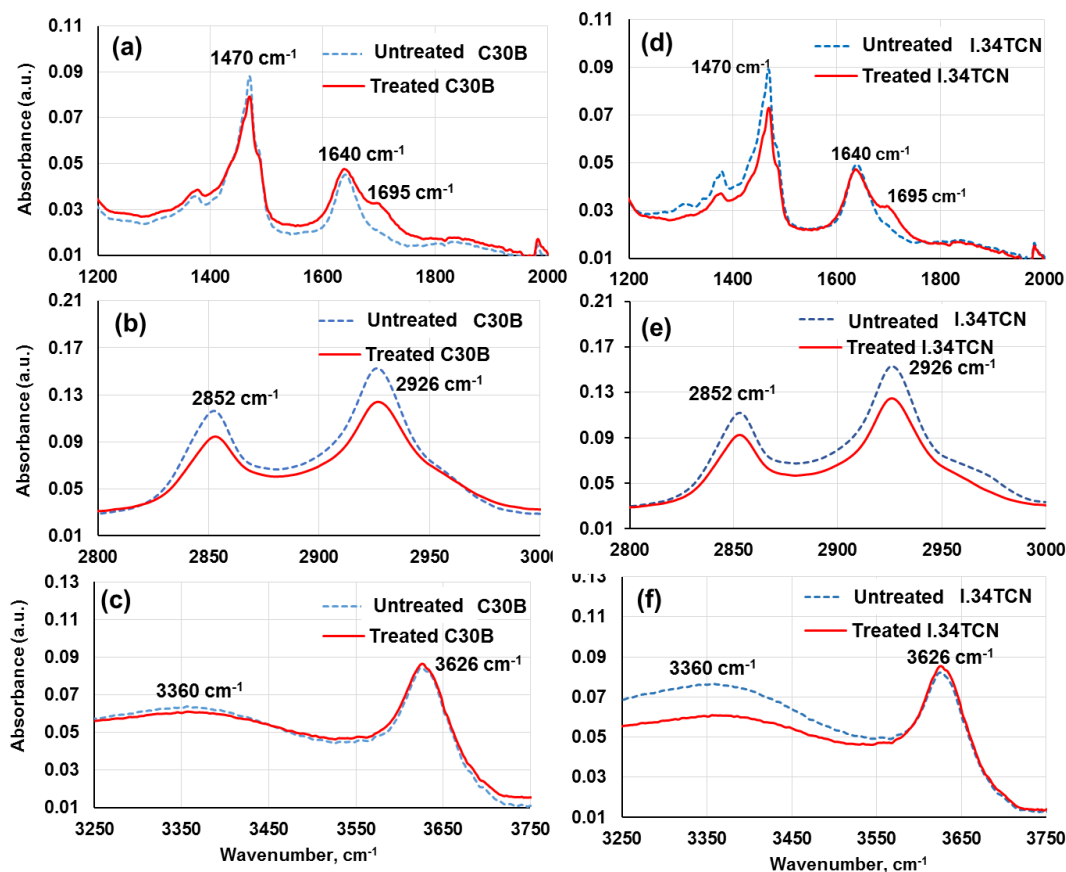 (a)
Untreated C30B
Treated C30B
1470 cm-1
1640 cm-1
1695 cm-1
Absorbance (a.u.)
0.11
0.09
0.07
0.05
0.03
0.01
1200 1400 1600 1800 2000
(d)
Untreated I.34TCN
Treated I.34TCN
1470 cm-1
1640 cm-1
1695 cm-1
0.11
0.09
0.07
0.05
0.03
0.01
1200 1400 1600 1800 2000
(b)
Untreated C30B
Treated C30B
2852 cm-1
2926 cm-1
Absorbance (a.u.)
0.21
0.17
0.13
0.09
0.05
0.01
2800 2850 2900 2950 3000
(e)
Untreated I.34TCN
Treated I.34TCN
2926 cm-1
2852 cm-1
0.21
0.17
0.13
0.09
0.05
0.01
2800 2850 2900 2950 3000
(c)
Untreated C30B
Treated C30B
3626 cm-1
3360 cm-1
Absorbance (a.u.)
0.13
0.11
0.09
0.07
0.05
0.03
0.01
3250 3350 3450 3550 3650 3750
Wavenumber, cm-1
(f)
Untreated I.34TCN
Treated I.34TCN
3626 cm-1
3360 cm-1
0.13
0.11
0.09
0.07
0.05
0.03
0.01
3250 3350 3450 3550 3650 3750
Wavenumber, cm-1